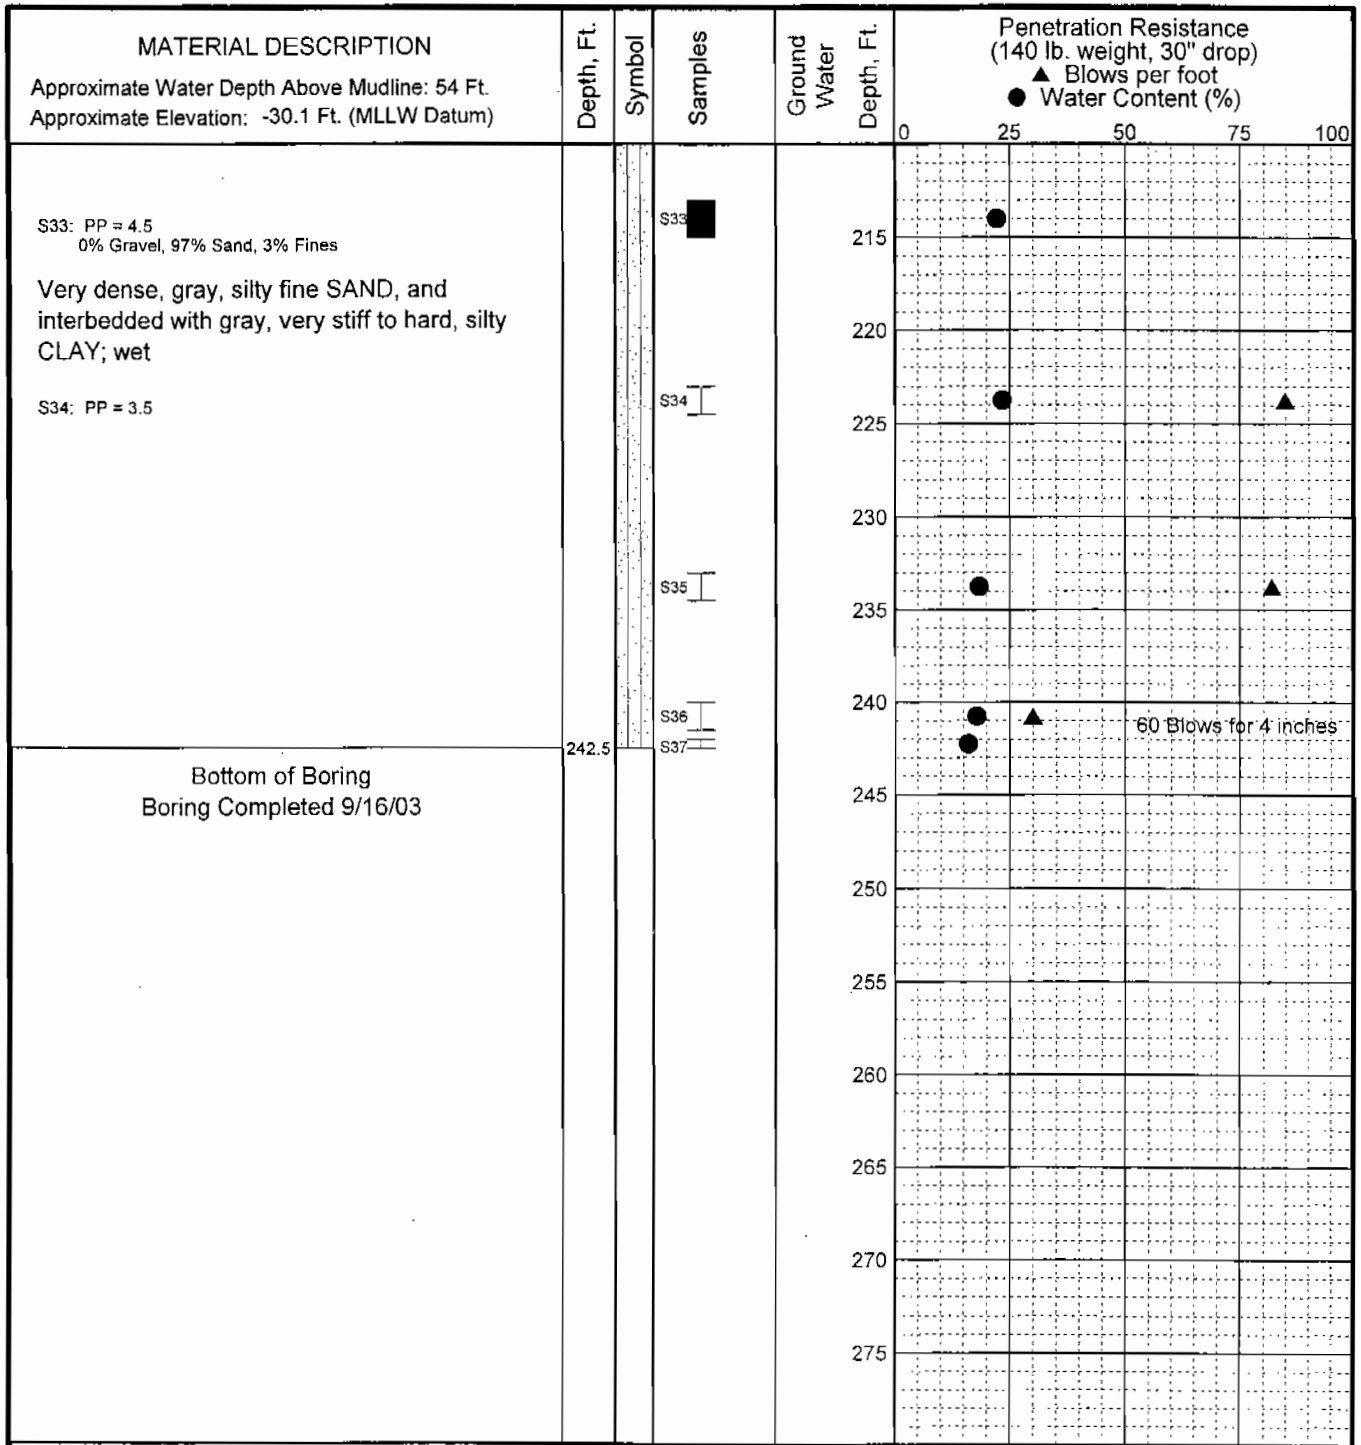 MATERIAL DESCRIPTION
Approximate Water Depth Above Mudline: 54 Ft.
Approximate Elevation: -30.1 Ft. (MLLW Datum)
Depth, Ft.
Symbol
Samples
Ground
Water
Depth, Ft.
Penetration Resistance
(140 lb. weight, 30" drop)
▲ Blows per foot
● Water Content (%)
0 25 50 75 100
S33: PP = 4.5
0% Gravel, 97% Sand, 3% Fines
Very dense, gray, silty fine SAND, and
interbedded with gray, very stiff to hard, silty
CLAY; wet
S34: PP = 3.5
242.5
Bottom of Boring
Boring Completed 9/16/03
S33
S34
S35
S36
S37
215
220
225
230
235
240
245
250
255
260
265
270
275
60 Blows for 4 inches